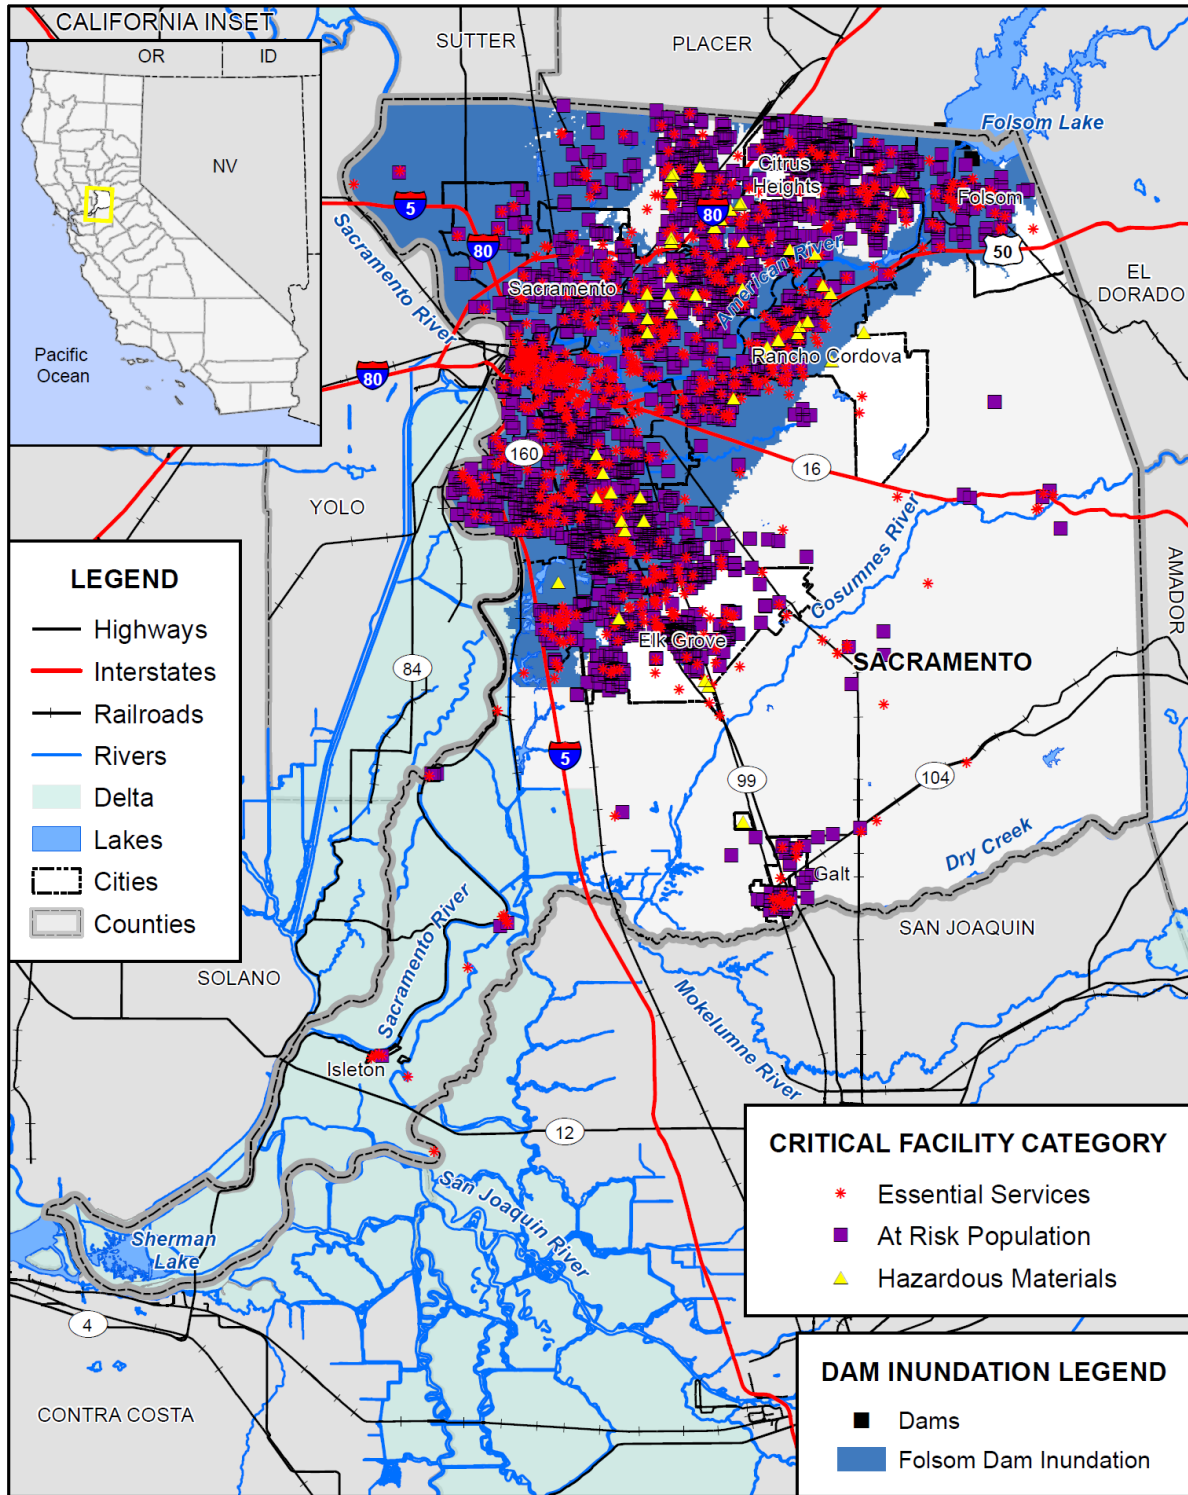 CALIFORNIA INSET
OR
ID
NV
Pacific
Ocean
SUTTER
PLACER
Folsom Lake
Citrus
Heights
Folsom
5
80
80
50
Sacramento River
Sacramento
American River
EL
DORADO
80
Rancho Cordova
160
16
YOLO
Cosumnes River
AMADOR
LEGEND
Highways
Interstates
Railroads
Rivers
Delta
Lakes
Cities
Counties
Elk Grove
SACRAMENTO
84
5
99
104
Dry Creek
Galt
SAN JOAQUIN
SOLANO
Sacramento River
Mokelumne River
Isleton
12
San Joaquin River
Sherman
Lake
4
CONTRA COSTA
CRITICAL FACILITY CATEGORY
Essential Services
At Risk Population
Hazardous Materials
DAM INUNDATION LEGEND
Dams
Folsom Dam Inundation